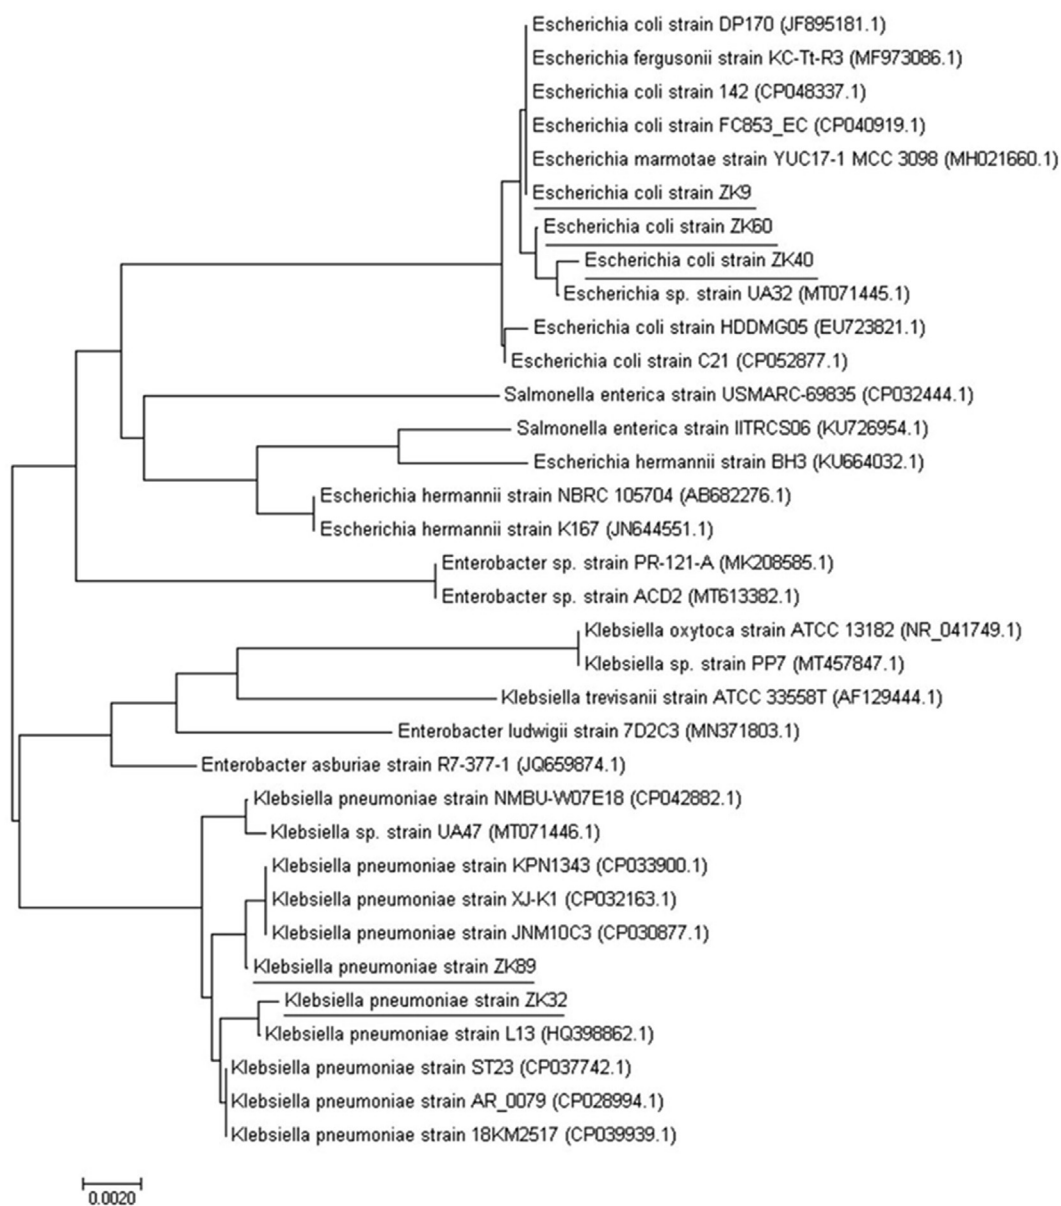 Escherichia coli strain DP170 (JF895181.1)
Escherichia fergusonii strain KC-Tt-R3 (MF973086.1)
Escherichia coli strain 142 (CP048337.1)
Escherichia coli strain FC853_EC (CP040919.1)
Escherichia marmotae strain YUC17-1 MCC 3098 (MH021660.1)
Escherichia coli strain ZK9
Escherichia coli strain ZK60
Escherichia coli strain ZK40
Escherichia sp. strain UA32 (MT071445.1)
Escherichia coli strain HDDMG05 (EU723821.1)
Escherichia coli strain C21 (CP052877.1)
Salmonella enterica strain USMARC-69835 (CP032444.1)
Salmonella enterica strain IITRCS06 (KU726954.1)
Escherichia hermannii strain BH3 (KU664032.1)
Escherichia hermannii strain NBRC 105704 (AB682276.1)
Escherichia hermannii strain K167 (JN644551.1)
Enterobacter sp. strain PR-121-A (MK208585.1)
Enterobacter sp. strain ACD2 (MT613382.1)
Klebsiella oxytoca strain ATCC 13182 (NR_041749.1)
Klebsiella sp. strain PP7 (MT457847.1)
Klebsiella trevisanii strain ATCC 33558T (AF129444.1)
Enterobacter ludwigii strain 7D2C3 (MN371803.1)
Enterobacter asburiae strain R7-377-1 (JQ659874.1)
Klebsiella pneumoniae strain NMBU-W07E18 (CP042882.1)
Klebsiella sp. strain UA47 (MT071446.1)
Klebsiella pneumoniae strain KPN1343 (CP033900.1)
Klebsiella pneumoniae strain XJ-K1 (CP032163.1)
Klebsiella pneumoniae strain JNM10C3 (CP030877.1)
Klebsiella pneumoniae strain ZK89
Klebsiella pneumoniae strain ZK32
Klebsiella pneumoniae strain L13 (HQ398862.1)
Klebsiella pneumoniae strain ST23 (CP037742.1)
Klebsiella pneumoniae strain AR_0079 (CP028994.1)
Klebsiella pneumoniae strain 18KM2517 (CP039939.1)
0.0020